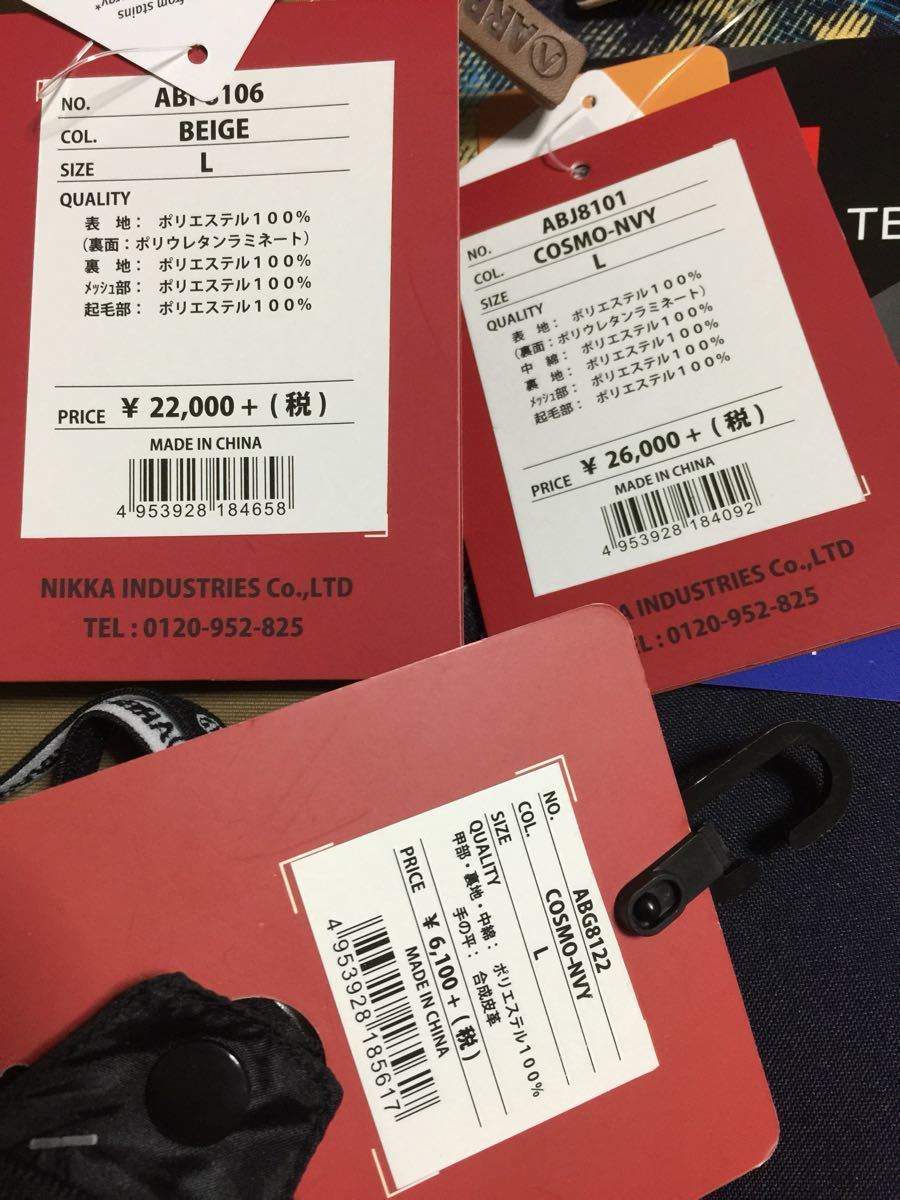 from stains
NO. 8106
COL. BEIGE
SIZE L
QUALITY
表 地： ポリエステル１００％
（裏面：ポリウレタンラミネート）
裏 地： ポリエステル１００％
ﾒｯｼｭ部： ポリエステル１００％
起毛部： ポリエステル１００％
PRICE ¥ 22,000 + ( 税 )
MADE IN CHINA
4 953928 184658
NIKKA INDUSTRIES Co.,LTD
TEL : 0120-952-825
NO. ABJ8101
COL. COSMO-NVY
SIZE L
QUALITY
表 地： ポリエステル１００％
（裏面：ポリウレタンラミネート）
中 綿： ポリエステル１００％
裏 地： ポリエステル１００％
ﾒｯｼｭ部： ポリエステル１００％
起毛部： ポリエステル１００％
PRICE ¥ 26,000 + ( 税 )
MADE IN CHINA
4 953928 184092
A INDUSTRIES Co.,LTD
EL : 0120-952-825
TE
NO. ABG8122
COL. COSMO-NVY
SIZE L
QUALITY
甲部・裏地・中綿： ポリエステル１００％
手の平： 合成皮革
PRICE ¥ 6,100 + ( 税 )
MADE IN CHINA
4 953928 185617